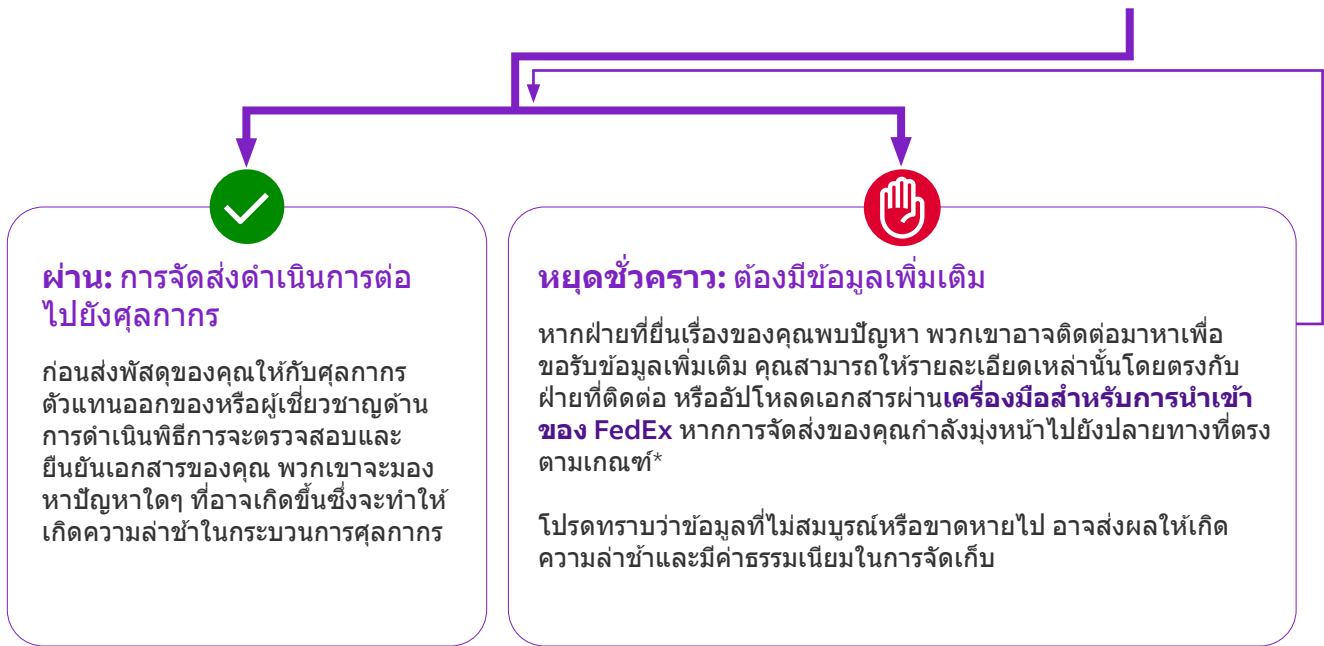 ผ่าน: การจัดส่งดำเนินการต่อ
ไปยังศุลกากร
ก่อนส่งพัสดุของคุณให้กับศุลกากร
ตัวแทนออกของหรือผู้เชี่ยวชาญด้าน
การดำเนินพิธีการจะตรวจสอบและ
ยืนยันเอกสารของคุณ พวกเขาจะมอง
หาปัญหาใดๆ ที่อาจเกิดขึ้นซึ่งจะทำให้
เกิดความล่าช้าในกระบวนการศุลกากร
หยุดชั่วคราว: ต้องมีข้อมูลเพิ่มเติม
หากฝ่ายที่ยื่นเรื่องของคุณพบปัญหา พวกเขาอาจติดต่อมาหาเพื่อ
ขอรับข้อมูลเพิ่มเติม คุณสามารถให้รายละเอียดเหล่านั้นโดยตรงกับ
ฝ่ายที่ติดต่อ หรืออัปโหลดเอกสารผ่านเครื่องมือสำหรับการนำเข้า
ของ FedEx หากการจัดส่งของคุณกำลังมุ่งหน้าไปยังปลายทางที่ตรง
ตามเกณฑ์*
โปรดทราบว่าข้อมูลที่ไม่สมบูรณ์หรือขาดหายไป อาจส่งผลให้เกิด
ความล่าช้าและมีค่าธรรมเนียมในการจัดเก็บ